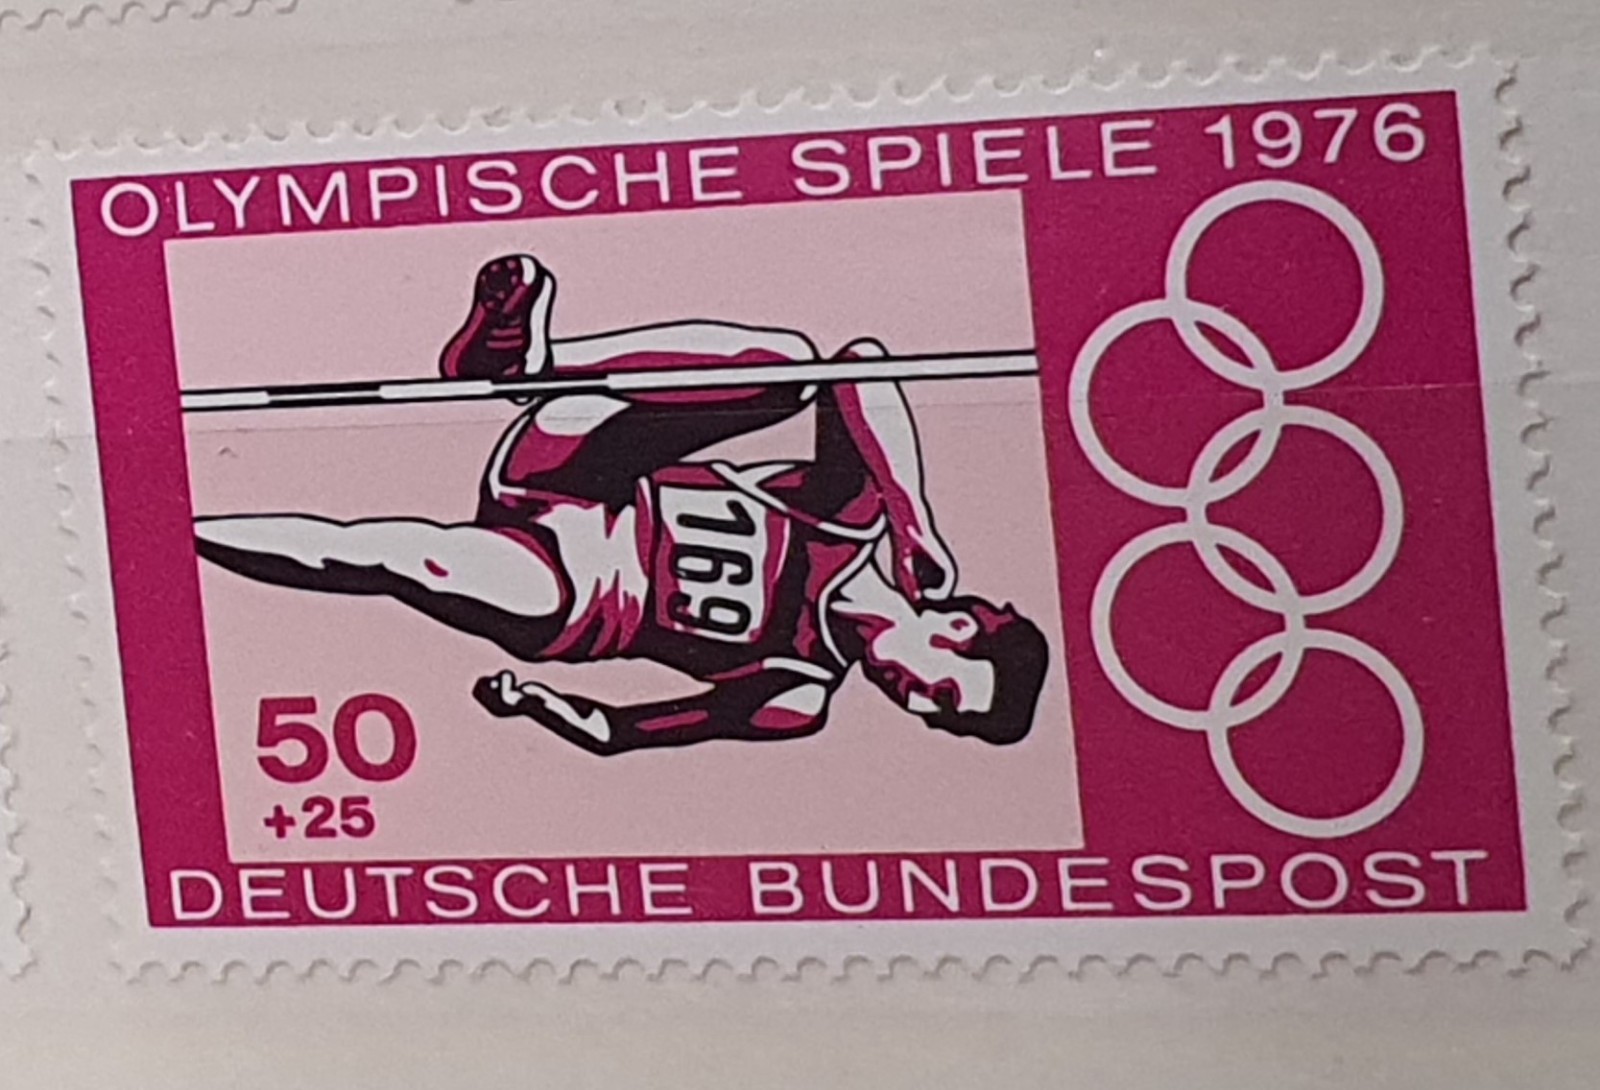 OLYMPISCHE SPIELE 1976
169
50
+25
DEUTSCHE BUNDESPOST